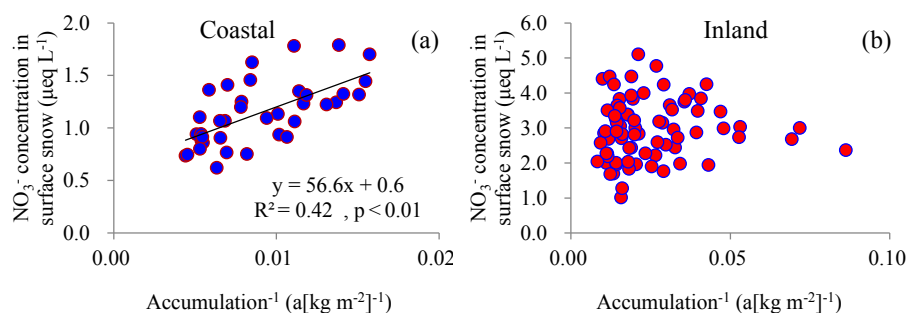 NO₃⁻ concentration in
surface snow (µeq L⁻¹)
2.0
1.5
1.0
0.5
0.0
Coastal
(a)
y = 56.6x + 0.6
R² = 0.42 , p < 0.01
0.00
0.01
0.02
Accumulation⁻¹ (a[kg m⁻²]⁻¹)
NO₃⁻ concentration in
surface snow (µeq L⁻¹)
6.0
5.0
4.0
3.0
2.0
1.0
0.0
Inland
(b)
0.00
0.05
0.10
Accumulation⁻¹ (a[kg m⁻²]⁻¹)